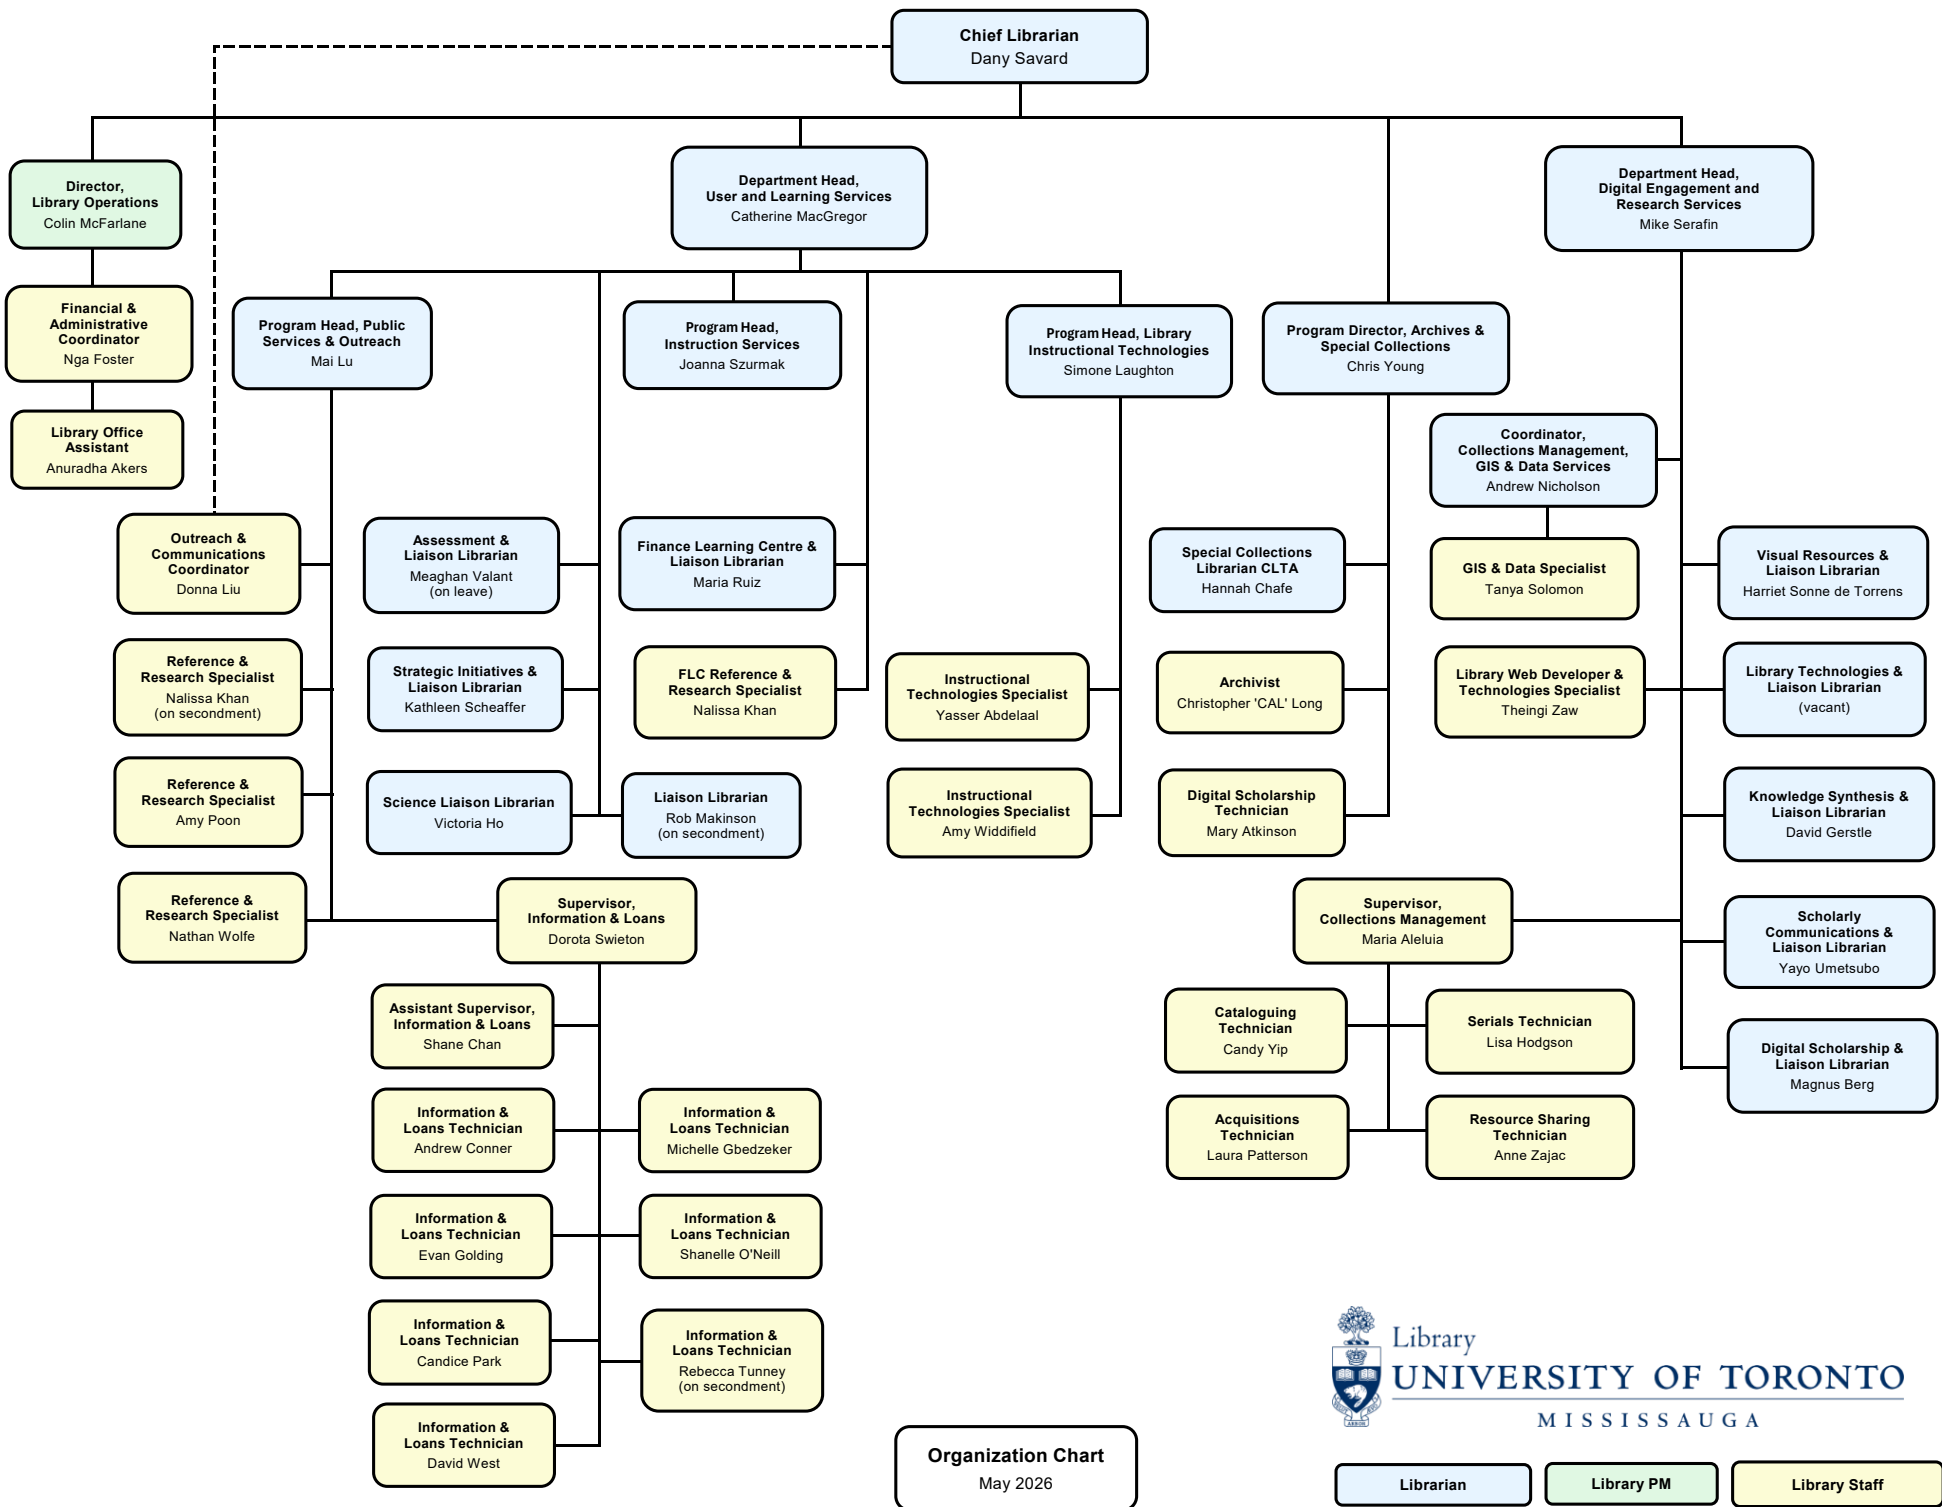 Chief Librarian
Dany Savard
Director,
Library Operations
Colin McFarlane
Department Head,
User and Learning Services
Catherine MacGregor
Department Head,
Digital Engagement and
Research Services
Mike Serafin
Financial &
Administrative
Coordinator
Nga Foster
Program Head, Public
Services & Outreach
Mai Lu
Program Head,
Instruction Services
Joanna Szurmak
Program Head, Library
Instructional Technologies
Simone Laughton
Program Director, Archives &
Special Collections
Chris Young
Library Office
Assistant
Anuradha Akers
Coordinator,
Collections Management,
GIS & Data Services
Andrew Nicholson
Outreach &
Communications
Coordinator
Donna Liu
Assessment &
Liaison Librarian
Meaghan Valant
(on leave)
Finance Learning Centre &
Liaison Librarian
Maria Ruiz
Special Collections
Librarian CLTA
Hannah Chafe
GIS & Data Specialist
Tanya Solomon
Visual Resources &
Liaison Librarian
Harriet Sonne de Torrens
Reference &
Research Specialist
Nalissa Khan
(on secondment)
Strategic Initiatives &
Liaison Librarian
Kathleen Scheaffer
FLC Reference &
Research Specialist
Nalissa Khan
Instructional
Technologies Specialist
Yasser Abdelaal
Archivist
Christopher 'CAL' Long
Library Web Developer &
Technologies Specialist
Theingi Zaw
Library Technologies &
Liaison Librarian
(vacant)
Reference &
Research Specialist
Amy Poon
Science Liaison Librarian
Victoria Ho
Liaison Librarian
Rob Makinson
(on secondment)
Instructional
Technologies Specialist
Amy Widdifield
Digital Scholarship
Technician
Mary Atkinson
Knowledge Synthesis &
Liaison Librarian
David Gerstle
Reference &
Research Specialist
Nathan Wolfe
Supervisor,
Information & Loans
Dorota Swieton
Supervisor,
Collections Management
Maria Aleluia
Scholarly
Communications &
Liaison Librarian
Yayo Umetsubo
Assistant Supervisor,
Information & Loans
Shane Chan
Cataloguing
Technician
Candy Yip
Serials Technician
Lisa Hodgson
Digital Scholarship &
Liaison Librarian
Magnus Berg
Information &
Loans Technician
Andrew Conner
Information &
Loans Technician
Michelle Gbedzeker
Acquisitions
Technician
Laura Patterson
Resource Sharing
Technician
Anne Zajac
Information &
Loans Technician
Evan Golding
Information &
Loans Technician
Shanelle O'Neill
Information &
Loans Technician
Candice Park
Information &
Loans Technician
Rebecca Tunney
(on secondment)
Information &
Loans Technician
David West
Organization Chart
May 2026
Library
UNIVERSITY OF TORONTO
MISSISSAUGA
Librarian
Library PM
Library Staff